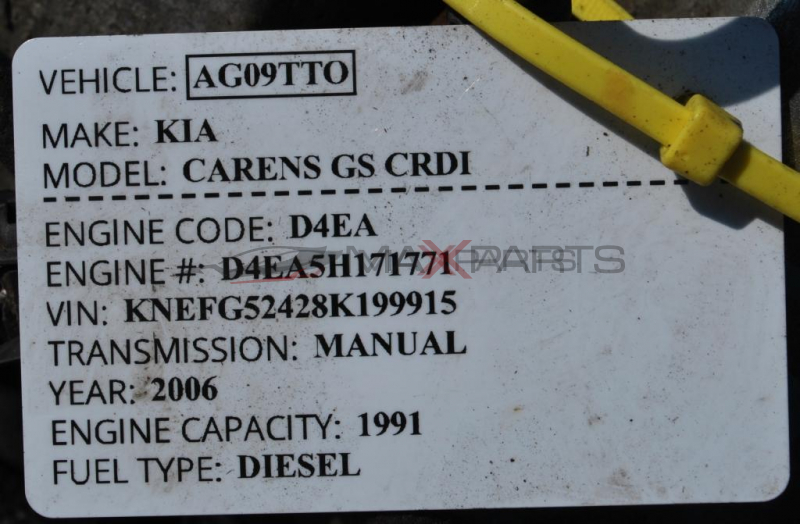 VEHICLE: AG09TTO
MAKE: KIA
MODEL: CARENS GS CRDI
ENGINE CODE: D4EA
MAXPARTS
ENGINE #: D4EA5H171771
VIN: KNEFG52428K199915
TRANSMISSION: MANUAL
YEAR: 2006
ENGINE CAPACITY: 1991
FUEL TYPE: DIESEL